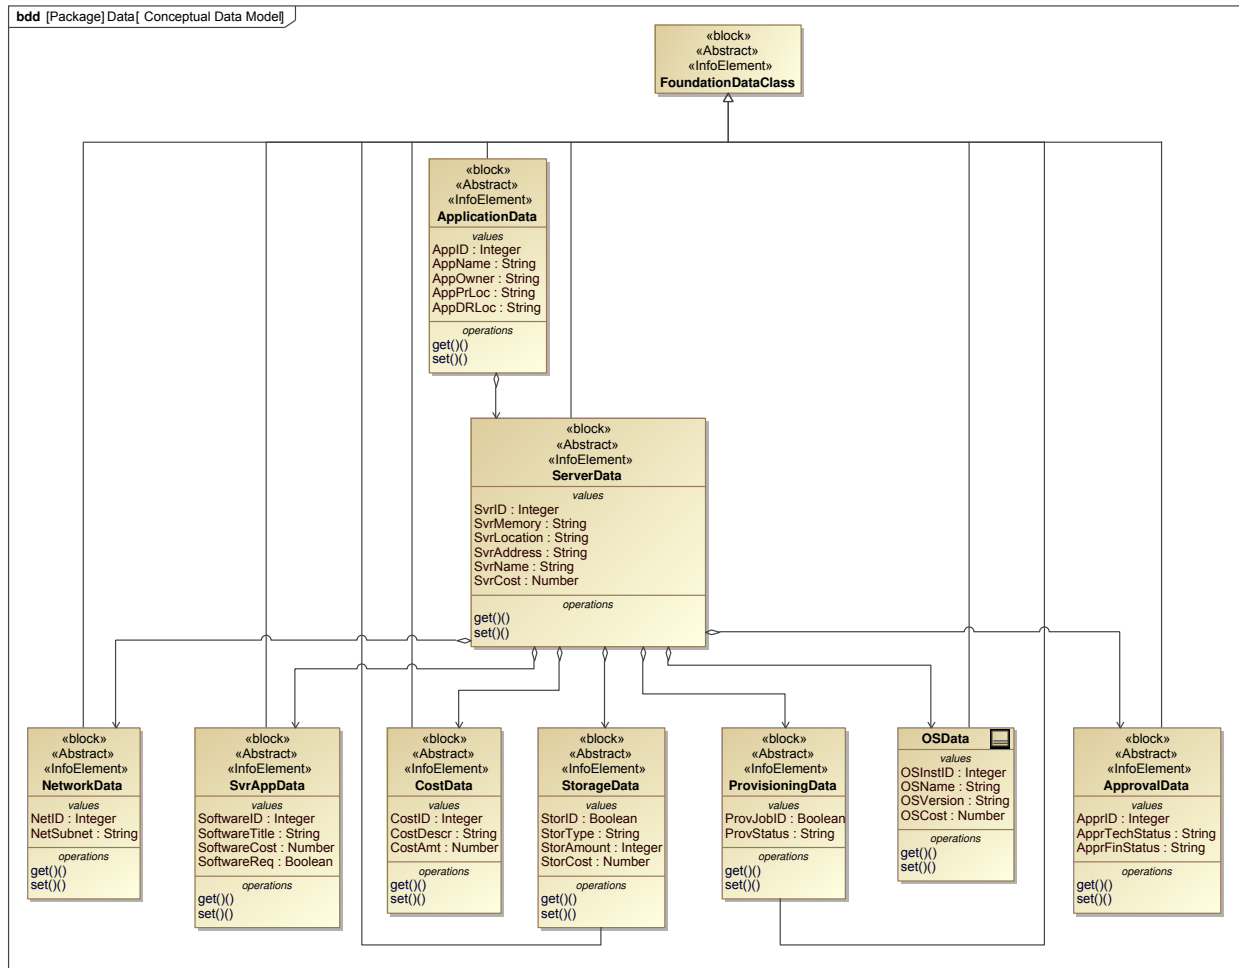 bdd [Package] Data[ Conceptual Data Model]
«block»
«Abstract»
«InfoElement»
FoundationDataClass
«block»
«Abstract»
«InfoElement»
ApplicationData
values
AppID : Integer
AppName : String
AppOwner : String
AppPrLoc : String
AppDRLoc : String
operations
get()()
set()()
«block»
«Abstract»
«InfoElement»
ServerData
values
SvrID : Integer
SvrMemory : String
SvrLocation : String
SvrAddress : String
SvrName : String
SvrCost : Number
operations
get()()
set()()
«block»
«Abstract»
«InfoElement»
NetworkData
values
NetID : Integer
NetSubnet : String
operations
get()()
set()()
«block»
«Abstract»
«InfoElement»
SvrAppData
values
SoftwareID : Integer
SoftwareTitle : String
SoftwareCost : Number
SoftwareReq : Boolean
operations
get()()
set()()
«block»
«Abstract»
«InfoElement»
CostData
values
CostID : Integer
CostDescr : String
CostAmt : Number
operations
get()()
set()()
«block»
«Abstract»
«InfoElement»
StorageData
values
StorID : Boolean
StorType : String
StorAmount : Integer
StorCost : Number
operations
get()()
set()()
«block»
«Abstract»
«InfoElement»
ProvisioningData
values
ProvJobID : Boolean
ProvStatus : String
operations
get()()
set()()
OSData
values
OSInstID : Integer
OSName : String
OSVersion : String
OSCost : Number
operations
get()()
set()()
«block»
«Abstract»
«InfoElement»
ApprovalData
values
ApprID : Integer
ApprTechStatus : String
ApprFinStatus : String
operations
get()()
set()()